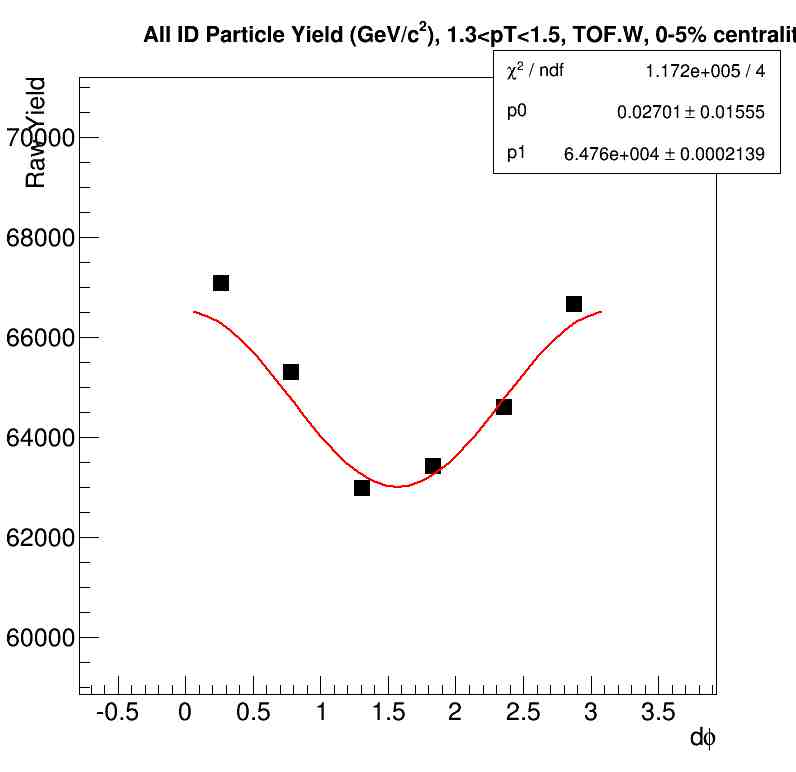 All ID Particle Yield (GeV/c²), 1.3<pT<1.5, TOF.W, 0-5% centralit
χ² / ndf 1.172e+005 / 4
p0 0.02701 ± 0.01555
p1 6.476e+004 ± 0.0002139
Raw Yield
70000
68000
66000
64000
62000
60000
-0.5 0 0.5 1 1.5 2 2.5 3 3.5
dϕ